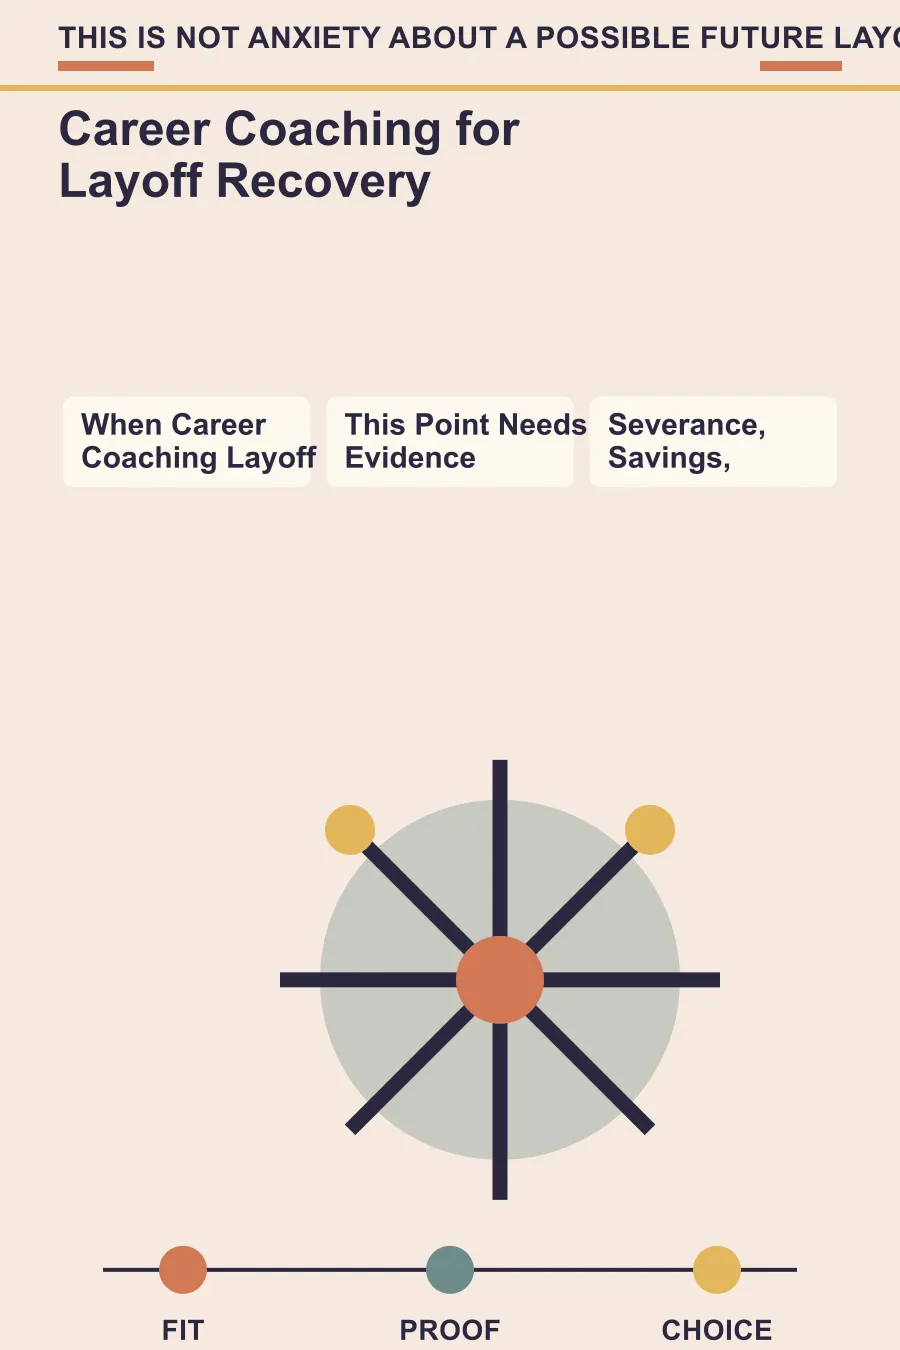 THIS IS NOT ANXIETY ABOUT A POSSIBLE FUTURE
Career Coaching for
Layoff Recovery
When Career
Coaching Layoff
This Point Needs
Evidence
Severance,
Savings,
FIT
PROOF
CHOICE